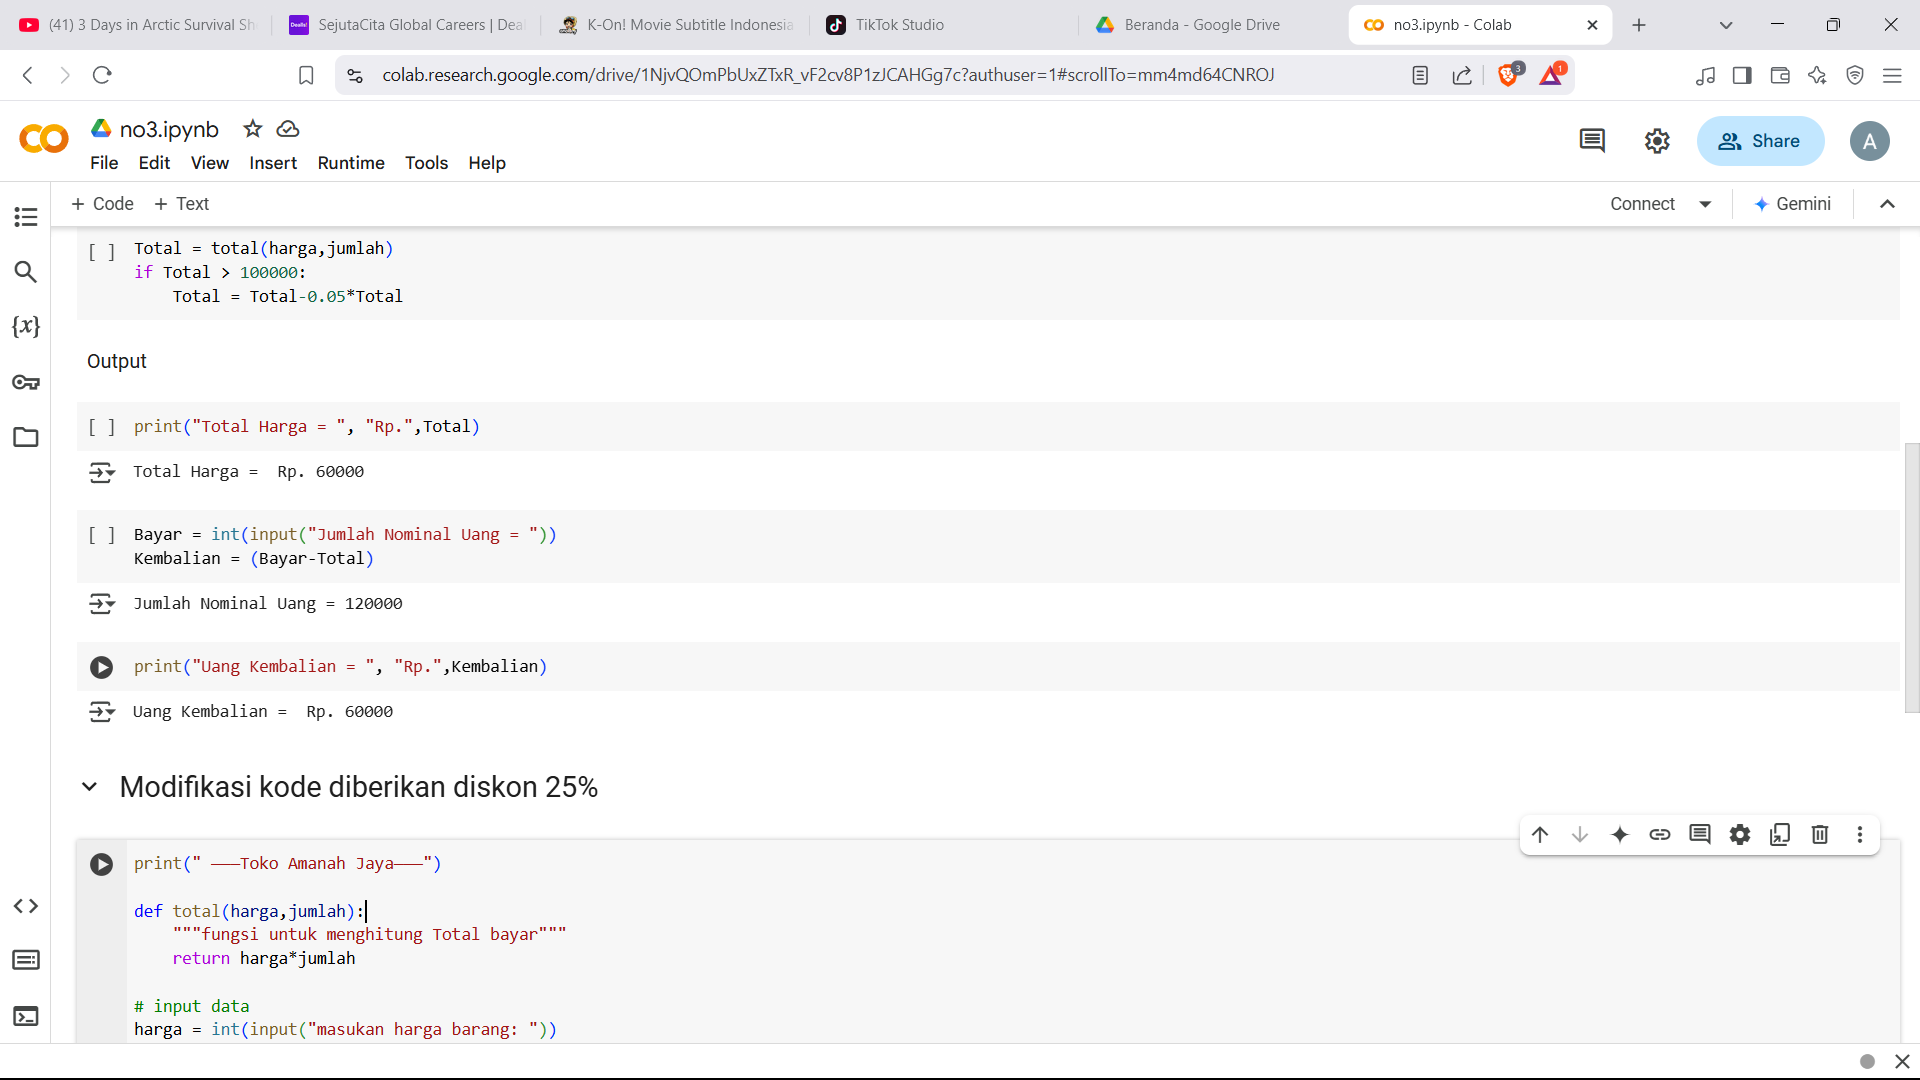 (41) 3 Days in Arctic Survival Sh
SejutaCita Global Careers | Deal
K-On! Movie Subtitle Indonesia
TikTok Studio
Beranda - Google Drive
no3.ipynb - Colab
colab.research.google.com/drive/1NjvQOmPbUxZTxR_vF2cv8P1zJCAHGg7c?authuser=1#scrollTo=mm4md64CNROJ
3
1
no3.ipynb
File Edit View Insert Runtime Tools Help
Share
A
+ Code + Text
Connect
Gemini
[ ] Total = total(harga,jumlah)
if Total > 100000:
    Total = Total-0.05*Total
Output
[ ] print("Total Harga = ", "Rp.",Total)
Total Harga =  Rp. 60000
[ ] Bayar = int(input("Jumlah Nominal Uang = "))
Kembalian = (Bayar-Total)
Jumlah Nominal Uang = 120000
print("Uang Kembalian = ", "Rp.",Kembalian)
Uang Kembalian =  Rp. 60000
Modifikasi kode diberikan diskon 25%
print(" ———Toko Amanah Jaya———")
def total(harga,jumlah):
    """fungsi untuk menghitung Total bayar"""
    return harga*jumlah
# input data
harga = int(input("masukan harga barang: "))